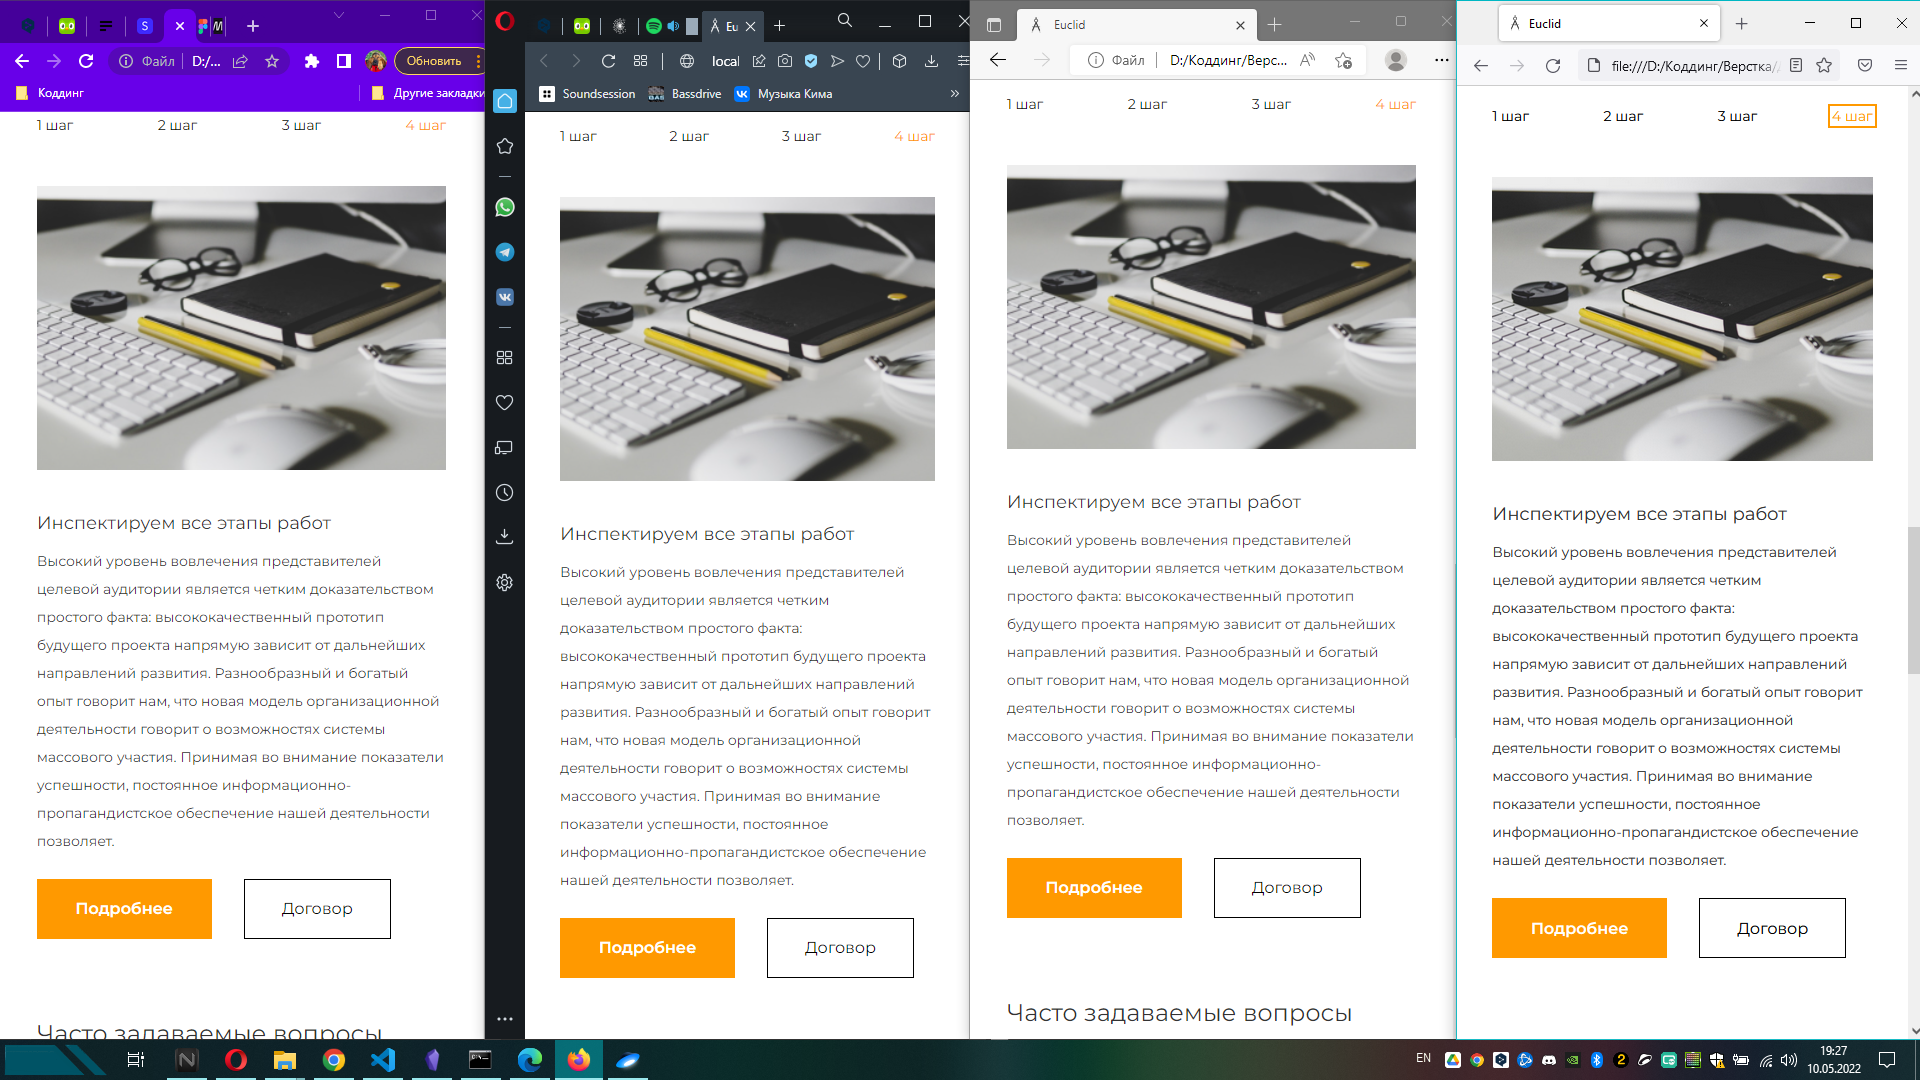 Файл
D:/...
Обновить
Коддинг
Другие закладки
1 шаг
2 шаг
3 шаг
4 шаг
Инспектируем все этапы работ
Высокий уровень вовлечения представителей
целевой аудитории является четким доказательством
простого факта: высококачественный прототип
будущего проекта напрямую зависит от дальнейших
направлений развития. Разнообразный и богатый
опыт говорит нам, что новая модель организационной
деятельности говорит о возможностях системы
массового участия. Принимая во внимание показатели
успешности, постоянное информационно-
пропагандистское обеспечение нашей деятельности
позволяет.
Подробнее
Договор
Часто задаваемые вопросы
Eu
local
Soundsession
Bassdrive
Музыка Кима
1 шаг
2 шаг
3 шаг
4 шаг
Инспектируем все этапы работ
Высокий уровень вовлечения представителей
целевой аудитории является четким
доказательством простого факта:
высококачественный прототип будущего проекта
напрямую зависит от дальнейших направлений
развития. Разнообразный и богатый опыт говорит
нам, что новая модель организационной
деятельности говорит о возможностях системы
массового участия. Принимая во внимание
показатели успешности, постоянное
информационно-пропагандистское обеспечение
нашей деятельности позволяет.
Подробнее
Договор
Euclid
Файл
D:/Коддинг/Верс...
1 шаг
2 шаг
3 шаг
4 шаг
Инспектируем все этапы работ
Высокий уровень вовлечения представителей
целевой аудитории является четким доказательством
простого факта: высококачественный прототип
будущего проекта напрямую зависит от дальнейших
направлений развития. Разнообразный и богатый
опыт говорит нам, что новая модель организационной
деятельности говорит о возможностях системы
массового участия. Принимая во внимание показатели
успешности, постоянное информационно-
пропагандистское обеспечение нашей деятельности
позволяет.
Подробнее
Договор
Часто задаваемые вопросы
Euclid
file:///D:/Коддинг/Верстка/
1 шаг
2 шаг
3 шаг
4 шаг
Инспектируем все этапы работ
Высокий уровень вовлечения представителей
целевой аудитории является четким
доказательством простого факта:
высококачественный прототип будущего проекта
напрямую зависит от дальнейших направлений
развития. Разнообразный и богатый опыт говорит
нам, что новая модель организационной
деятельности говорит о возможностях системы
массового участия. Принимая во внимание
показатели успешности, постоянное
информационно-пропагандистское обеспечение
нашей деятельности позволяет.
Подробнее
Договор
EN
19:27
10.05.2022